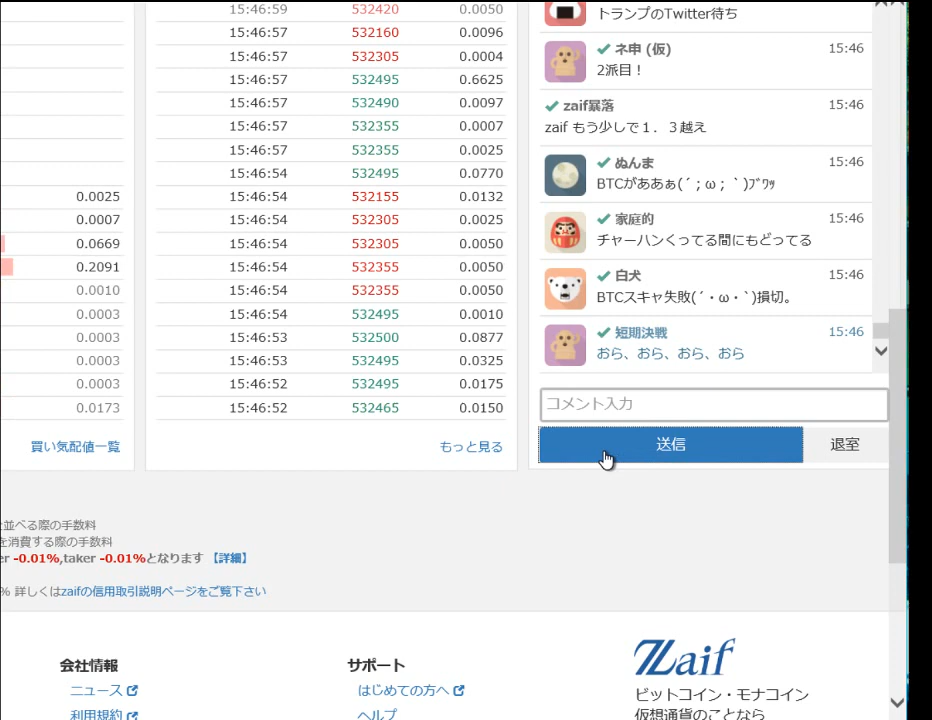 0.0025
0.0007
0.0669
0.2091
0.0010
0.0003
0.0003
0.0003
0.0003
0.0173
買い気配値一覧
15:46:59 532420 0.0050
15:46:57 532160 0.0096
15:46:57 532305 0.0004
15:46:57 532495 0.6625
15:46:57 532490 0.0097
15:46:57 532355 0.0007
15:46:57 532355 0.0025
15:46:54 532495 0.0770
15:46:54 532155 0.0132
15:46:54 532305 0.0025
15:46:54 532305 0.0050
15:46:54 532355 0.0050
15:46:54 532355 0.0050
15:46:54 532495 0.0010
15:46:53 532500 0.0877
15:46:53 532495 0.0325
15:46:52 532495 0.0175
15:46:52 532465 0.0150
もっと見る
トランプのTwitter待ち
ネ申 (仮) 15:46
2派目！
zaif暴落 15:46
zaif もう少しで１．３越え
ぬんま 15:46
BTCがああぁ(´；ω；｀)ﾌﾞﾜｯ
家庭的 15:46
チャーハンくってる間にもどってる
白犬 15:46
BTCスキャ失敗(´・ω・`)損切。
短期決戦 15:46
おら、おら、おら、おら
コメント入力
送信 退室
並べる際の手数料
を消費する際の手数料
er -0.01%,taker -0.01%となります 【詳細】
% 詳しくはzaifの信用取引説明ページをご覧下さい
会社情報
ニュース
利用規約
サポート
はじめての方へ
ヘルプ
Zaif
ビットコイン・モナコイン
仮想通貨のことなら